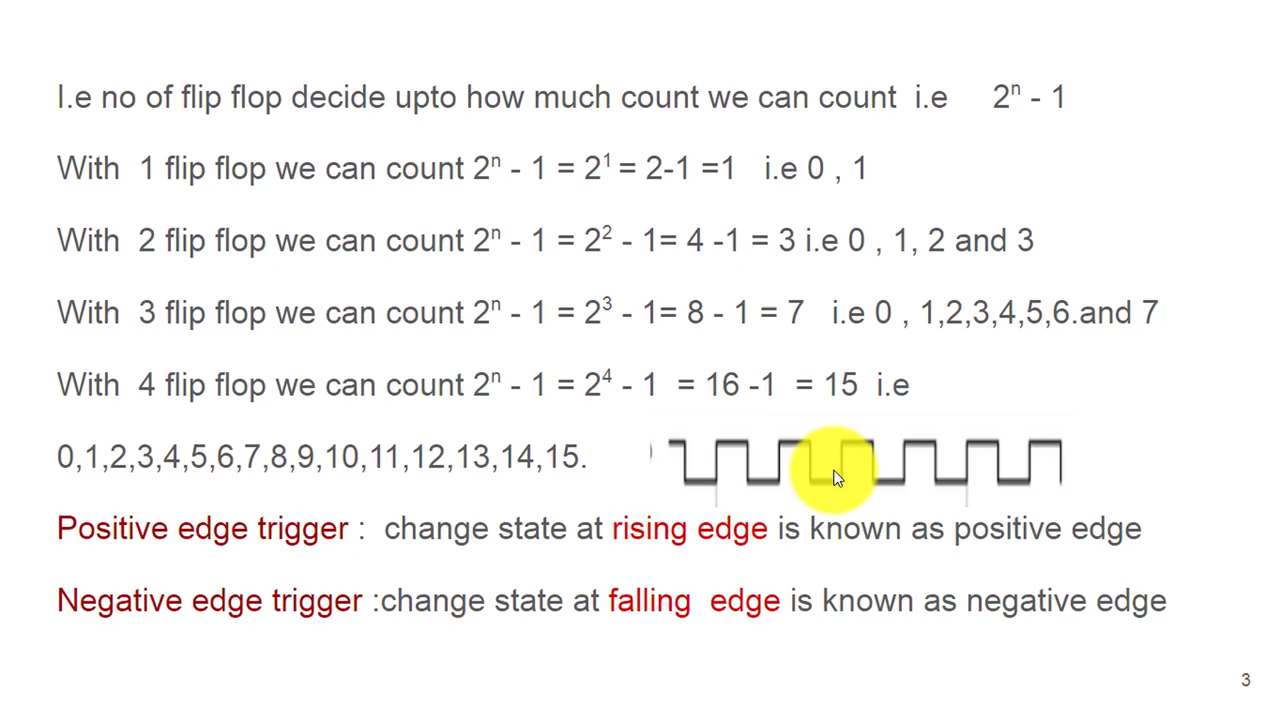 I.e no of flip flop decide upto how much count we can count i.e 2ⁿ - 1
With 1 flip flop we can count 2ⁿ - 1 = 2¹ = 2-1 =1 i.e 0 , 1
With 2 flip flop we can count 2ⁿ - 1 = 2² - 1= 4 -1 = 3 i.e 0 , 1, 2 and 3
With 3 flip flop we can count 2ⁿ - 1 = 2³ - 1= 8 - 1 = 7 i.e 0 , 1,2,3,4,5,6.and 7
With 4 flip flop we can count 2ⁿ - 1 = 2⁴ - 1 = 16 -1 = 15 i.e
0,1,2,3,4,5,6,7,8,9,10,11,12,13,14,15.
Positive edge trigger : change state at rising edge is known as positive edge
Negative edge trigger :change state at falling edge is known as negative edge
3